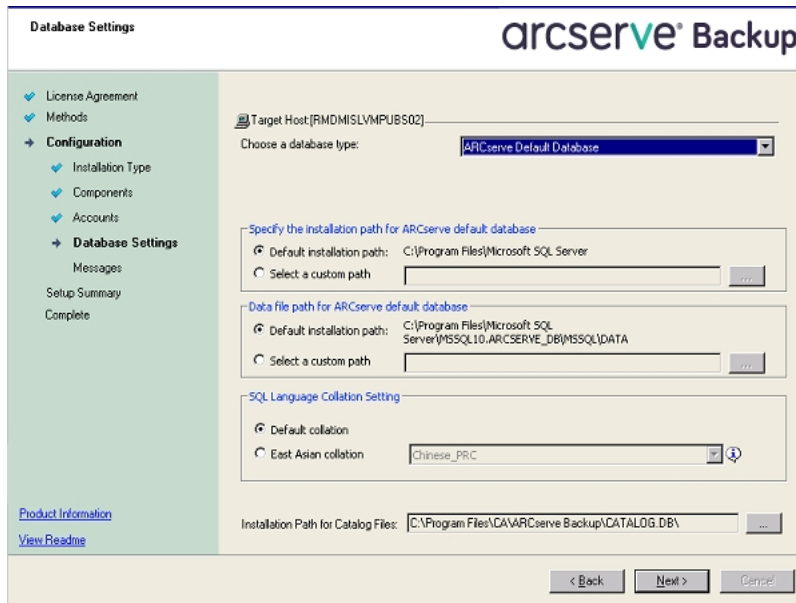 Database Settings
arcserve® Backup
License Agreement
Methods
Configuration
Installation Type
Components
Accounts
Database Settings
Messages
Setup Summary
Complete
Product Information
View Readme
Target Host:[RMDMISLVMPUBS02]
Choose a database type:
ARCserve Default Database
Specify the installation path for ARCserve default database
Default installation path: C:\Program Files\Microsoft SQL Server
Select a custom path
...
Data file path for ARCserve default database
Default installation path: C:\Program Files\Microsoft SQL
Server\MSSQL10.ARCSERVE_DB\MSSQL\DATA
Select a custom path
...
SQL Language Collation Setting
Default collation
East Asian collation
Chinese_PRC
Installation Path for Catalog Files: C:\Program Files\CA\ARCserve Backup\CATALOG.DB\
...
< Back
Next >
Cancel